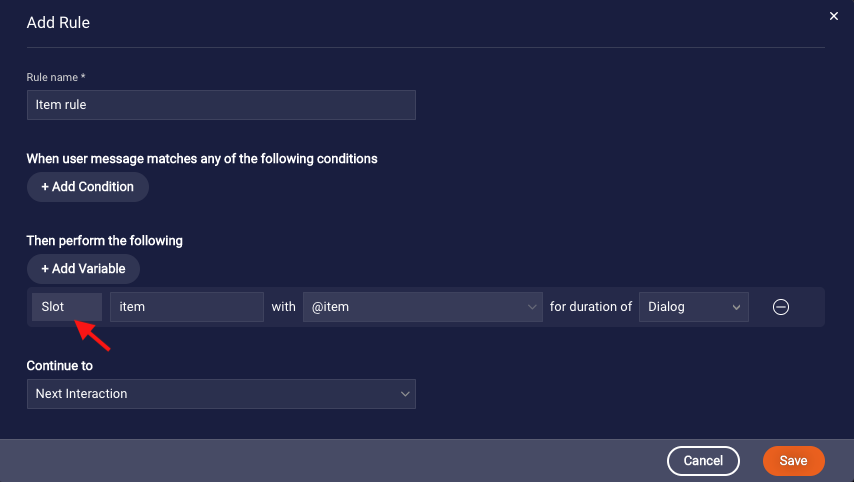 Add Rule
Rule name *
Item rule
When user message matches any of the following conditions
+ Add Condition
Then perform the following
+ Add Variable
Slot item with @item for duration of Dialog
Continue to
Next Interaction
Cancel Save